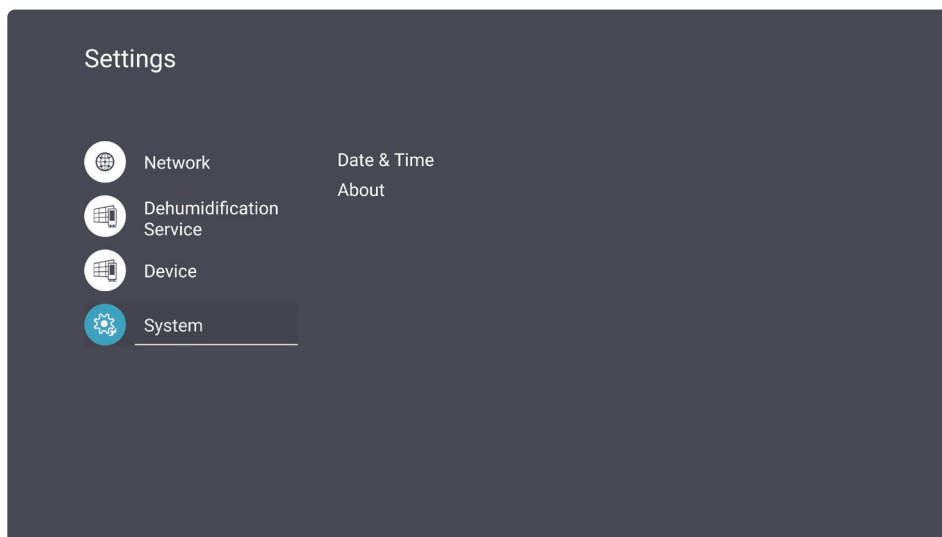 Settings
Network
Dehumidification
Service
Device
System
Date & Time
About